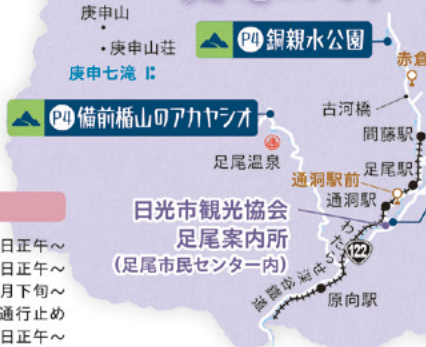 庚申山
庚申山荘
庚申七滝
P4 銅親水公園
赤倉
古河橋
間藤駅
P4 備前楯山のアカヤシオ
足尾温泉
足尾駅
通洞駅前
通洞駅
日光市観光協会
足尾案内所
(足尾市民センター内)
122
わたらせ渓谷鐵道
原向駅
日正午~
日正午~
月下旬~
通行止め
日正午~